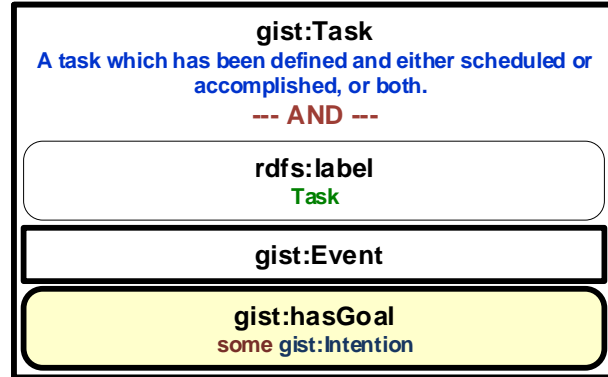 gist:Task
A task which has been defined and either scheduled or
accomplished, or both.
--- AND ---
rdfs:label
Task
gist:Event
gist:hasGoal
some gist:Intention